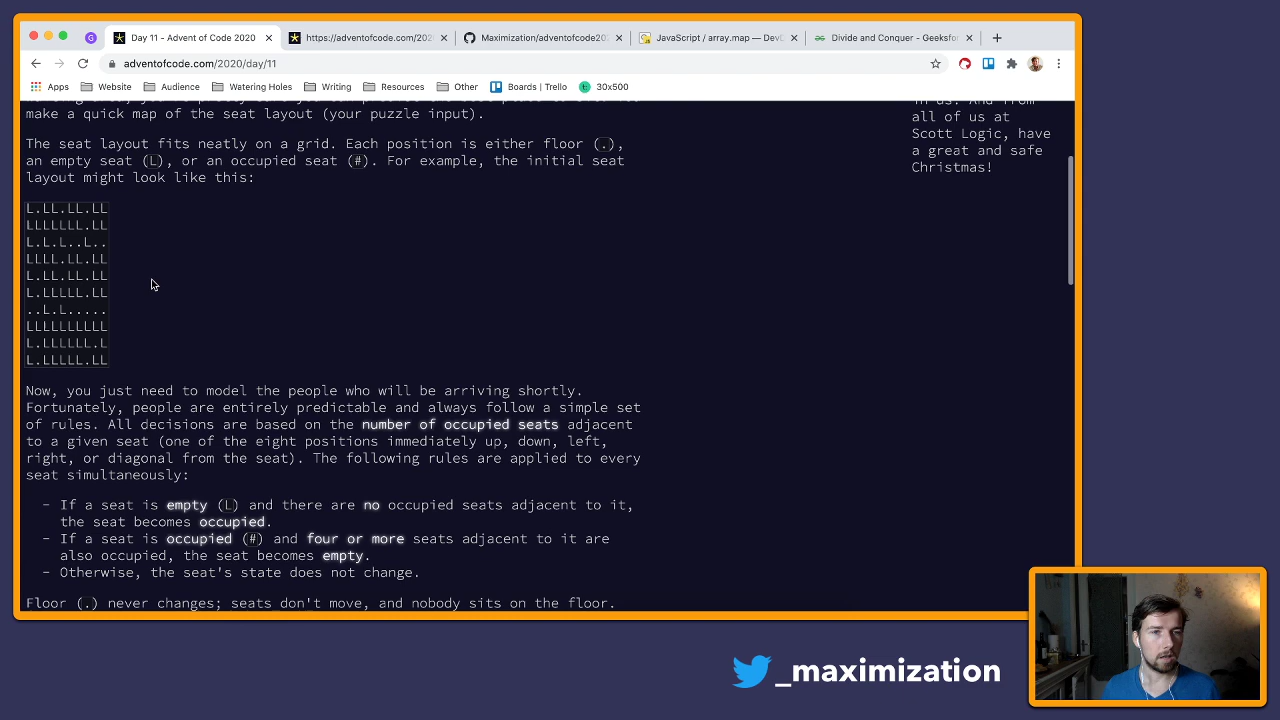 Day 11 - Advent of Code 2020
https://adventofcode.com/2020/
Maximization/adventofcode202
JavaScript / array.map — DevD
Divide and Conquer - Geeksfo
adventofcode.com/2020/day/11
Apps Website Audience Watering Holes Writing Resources Other Boards | Trello 30x500
make a quick map of the seat layout (your puzzle input).
The seat layout fits neatly on a grid. Each position is either floor (.),
an empty seat (L), or an occupied seat (#). For example, the initial seat
layout might look like this:
L.LL.LL.LL
LLLLLLL.LL
L.L.L..L..
LLLL.LL.LL
L.LL.LL.LL
L.LLLLL.LL
..L.L.....
LLLLLLLLLL
L.LLLLLL.L
L.LLLLL.LL
Now, you just need to model the people who will be arriving shortly.
Fortunately, people are entirely predictable and always follow a simple set
of rules. All decisions are based on the number of occupied seats adjacent
to a given seat (one of the eight positions immediately up, down, left,
right, or diagonal from the seat). The following rules are applied to every
seat simultaneously:
- If a seat is empty (L) and there are no occupied seats adjacent to it,
the seat becomes occupied.
- If a seat is occupied (#) and four or more seats adjacent to it are
also occupied, the seat becomes empty.
- Otherwise, the seat's state does not change.
Floor (.) never changes; seats don't move, and nobody sits on the floor.
in us! And from
all of us at
Scott Logic, have
a great and safe
Christmas!
_maximization